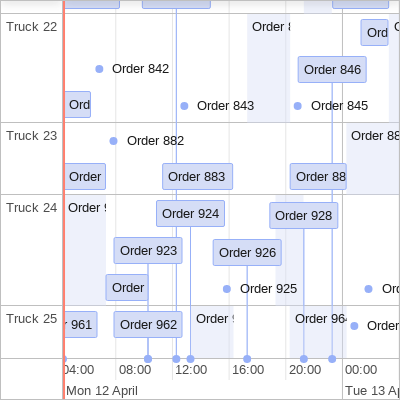 Truck 22
Order 8
Ord
Order 842
Order 846
Ord
Order 843
Order 845
Truck 23
Order 882
Order 88
Order
Order 883
Order 88
Truck 24
Order 9
Order 924
Order 928
Order 923
Order 926
Order
Order 925
Orde
Truck 25
961
Order 962
Order 9
Order 964
Order
04:00 08:00 12:00 16:00 20:00 00:00
Mon 12 April
Tue 13 Ap